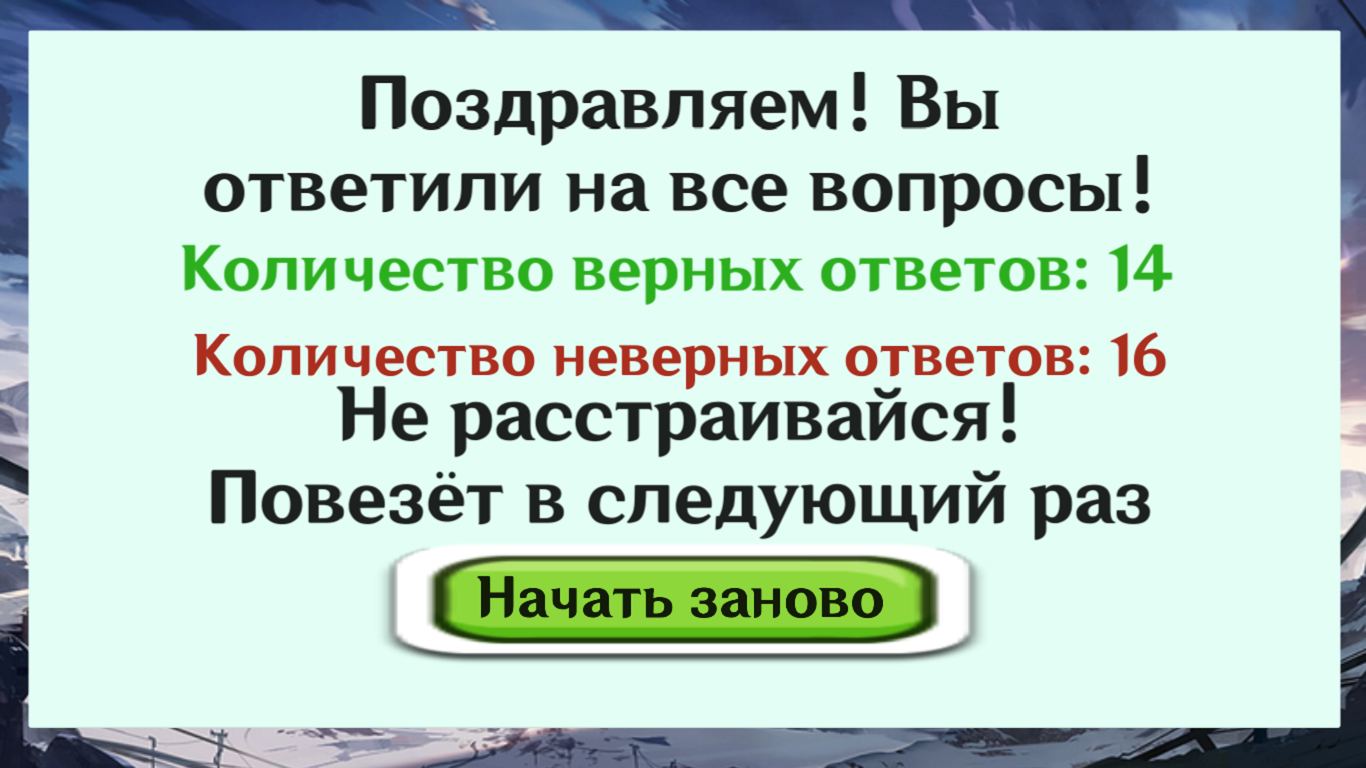 Поздравляем! Вы
ответили на все вопросы!
Количество верных ответов: 14
Количество неверных ответов: 16
Не расстраивайся!
Повезёт в следующий раз
Начать заново